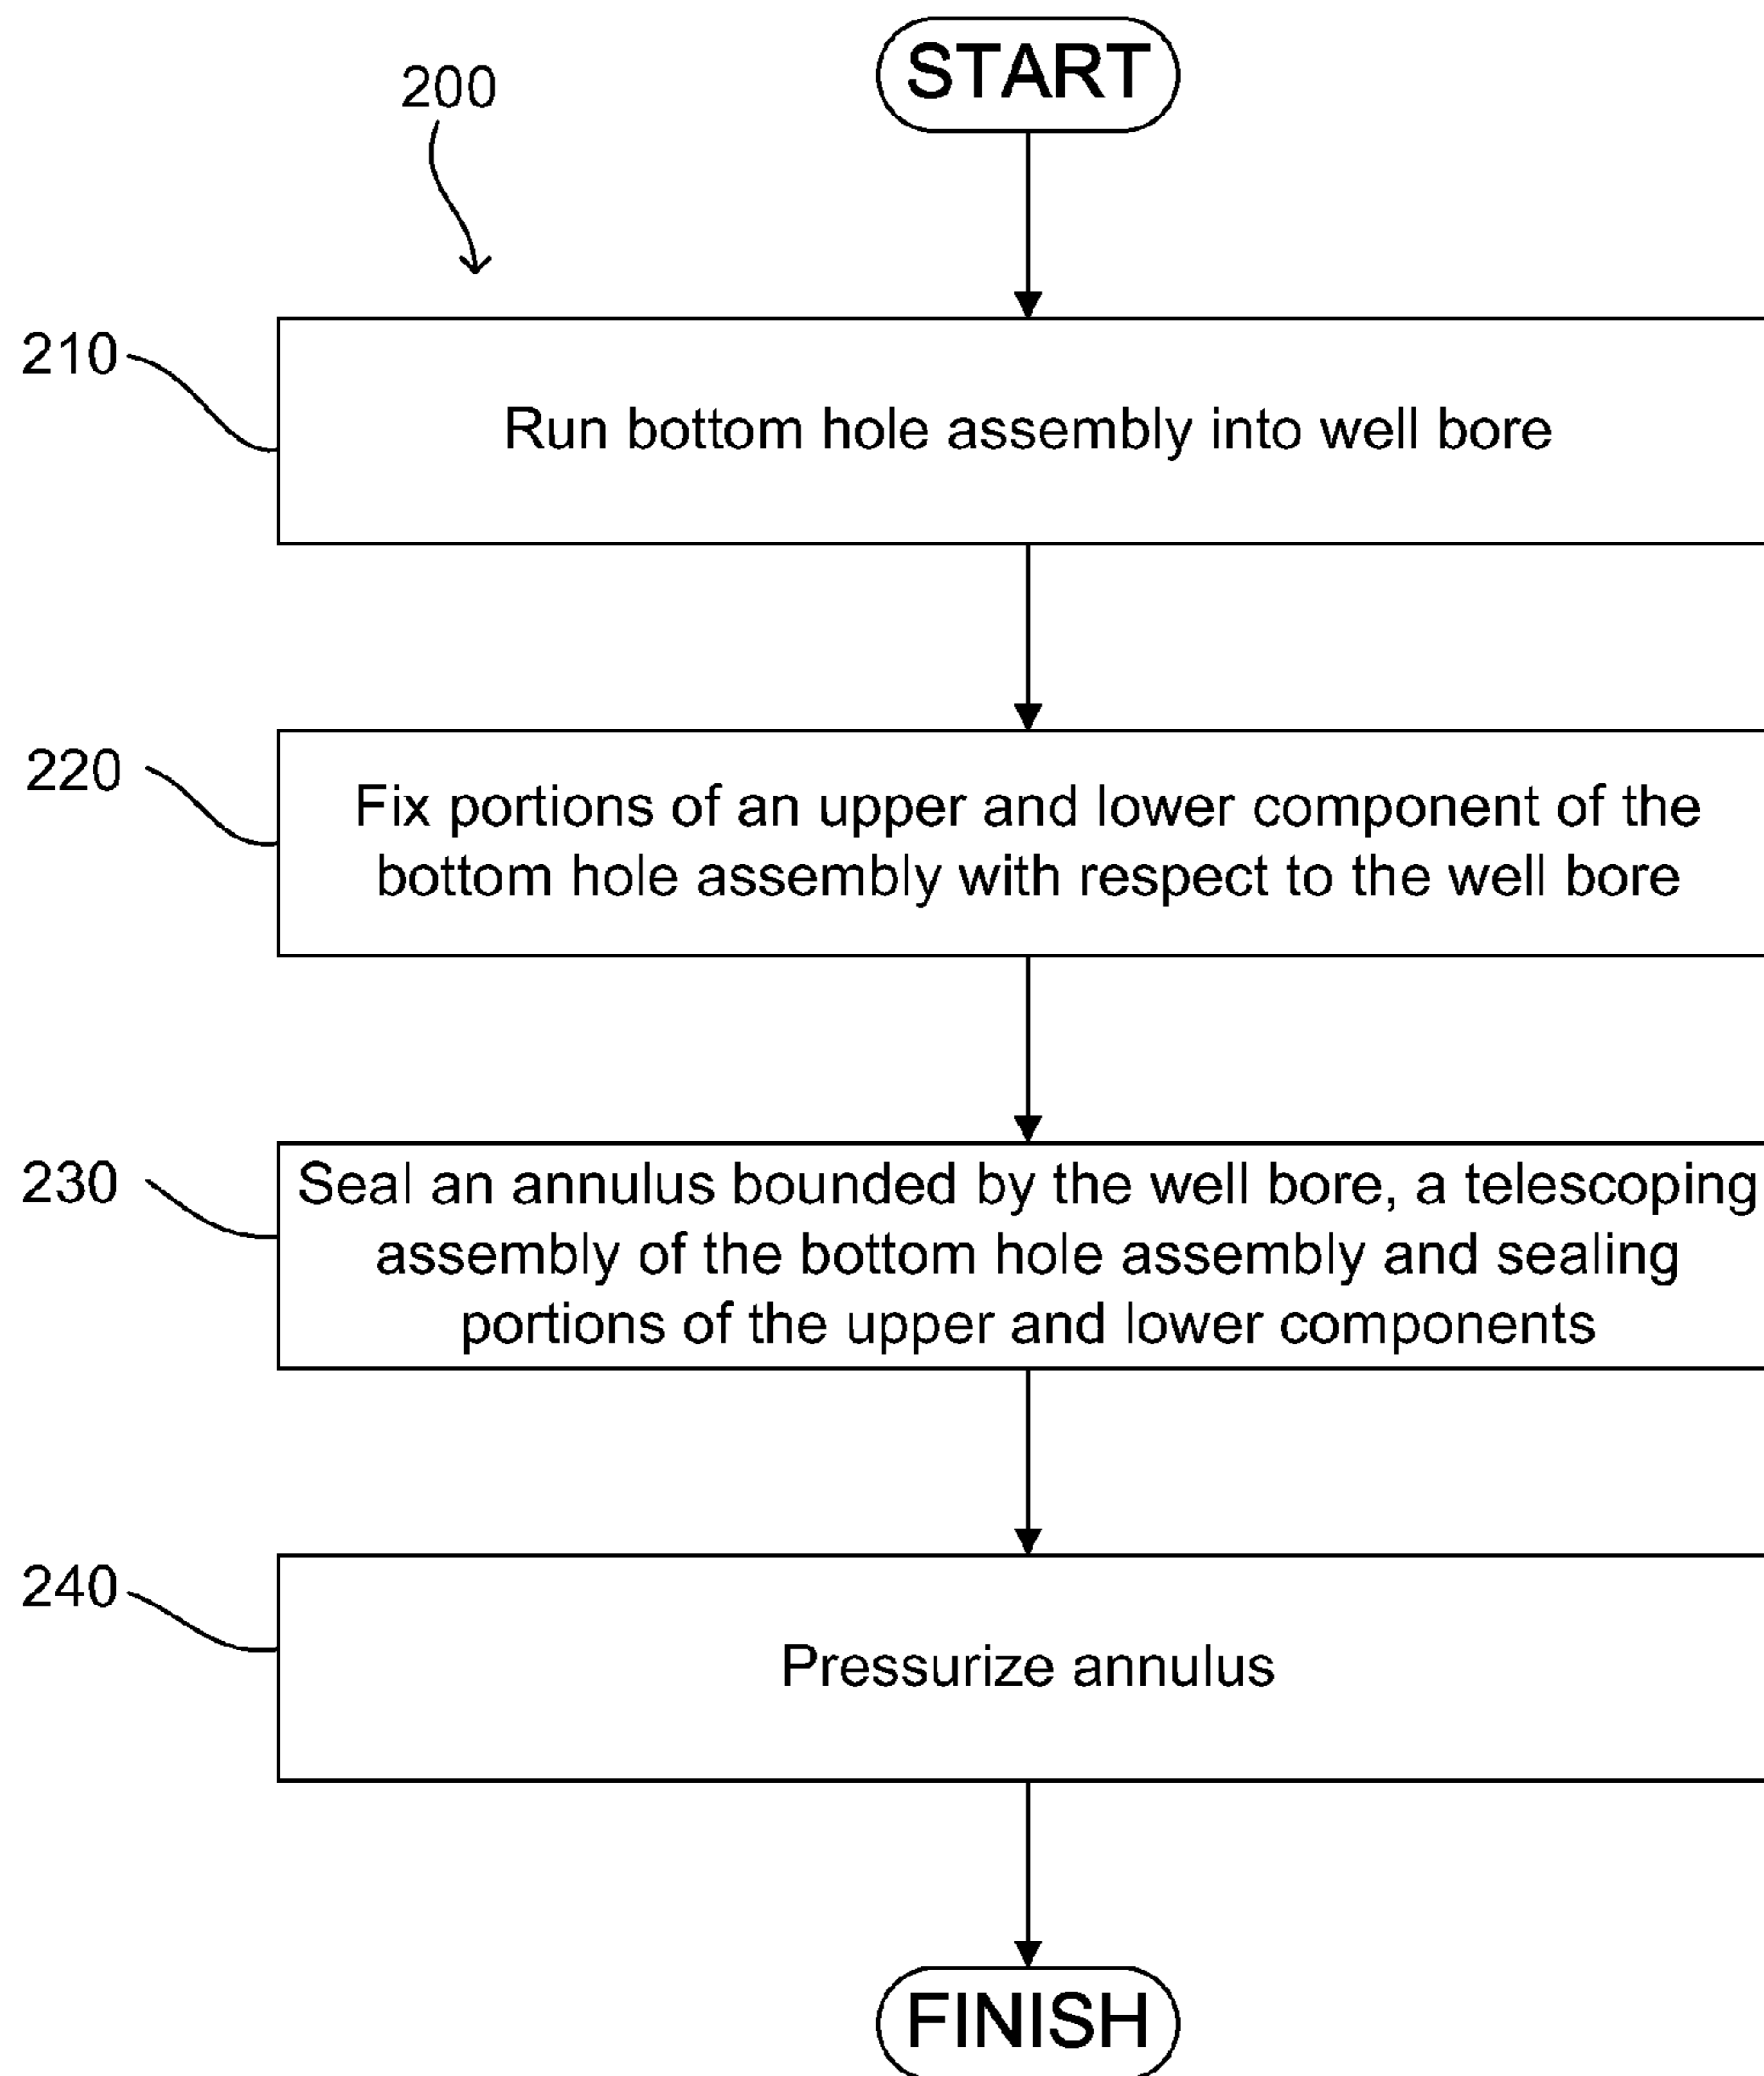 START
200
210
Run bottom hole assembly into well bore
220
Fix portions of an upper and lower component of the
bottom hole assembly with respect to the well bore
230
Seal an annulus bounded by the well bore, a telescoping
assembly of the bottom hole assembly and sealing
portions of the upper and lower components
240
Pressurize annulus
FINISH